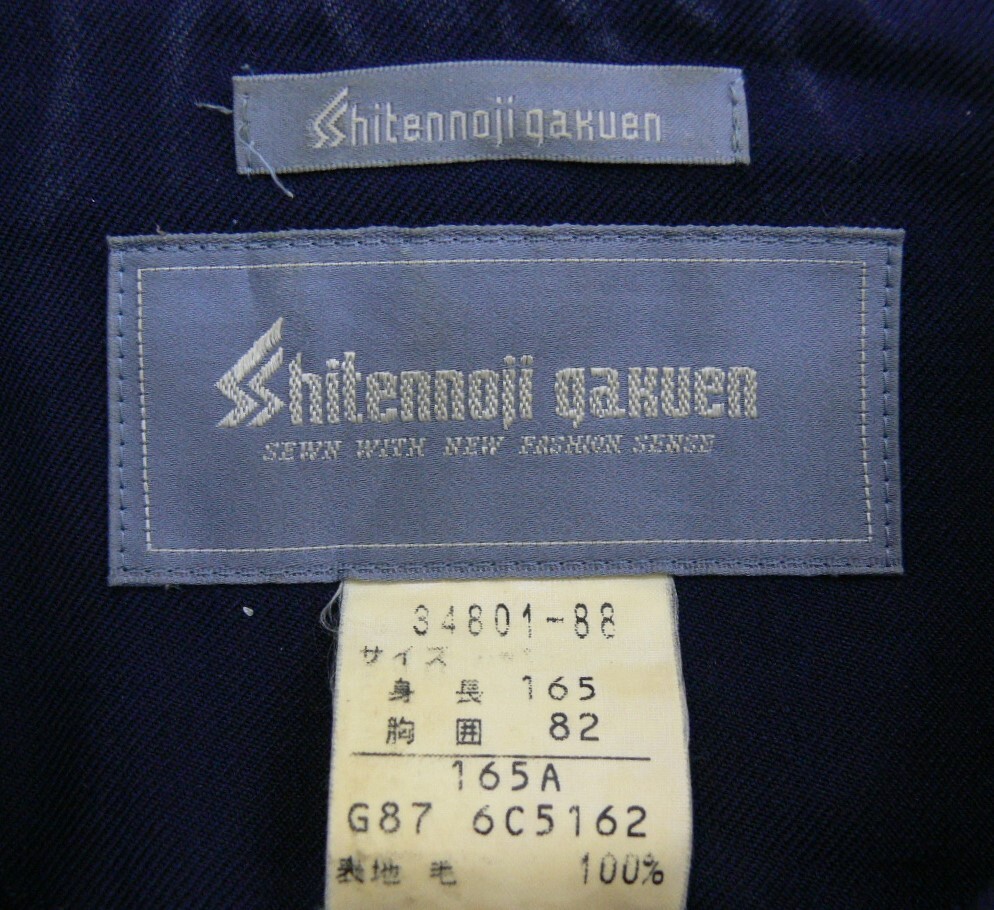 Shitennoji gakuen
Shitennoji gakuen
SEWN WITH NEW FASHION SENSE
34801-88
サイズ
身長 165
胸囲 82
165A
G87 6C5162
表地 毛 100%